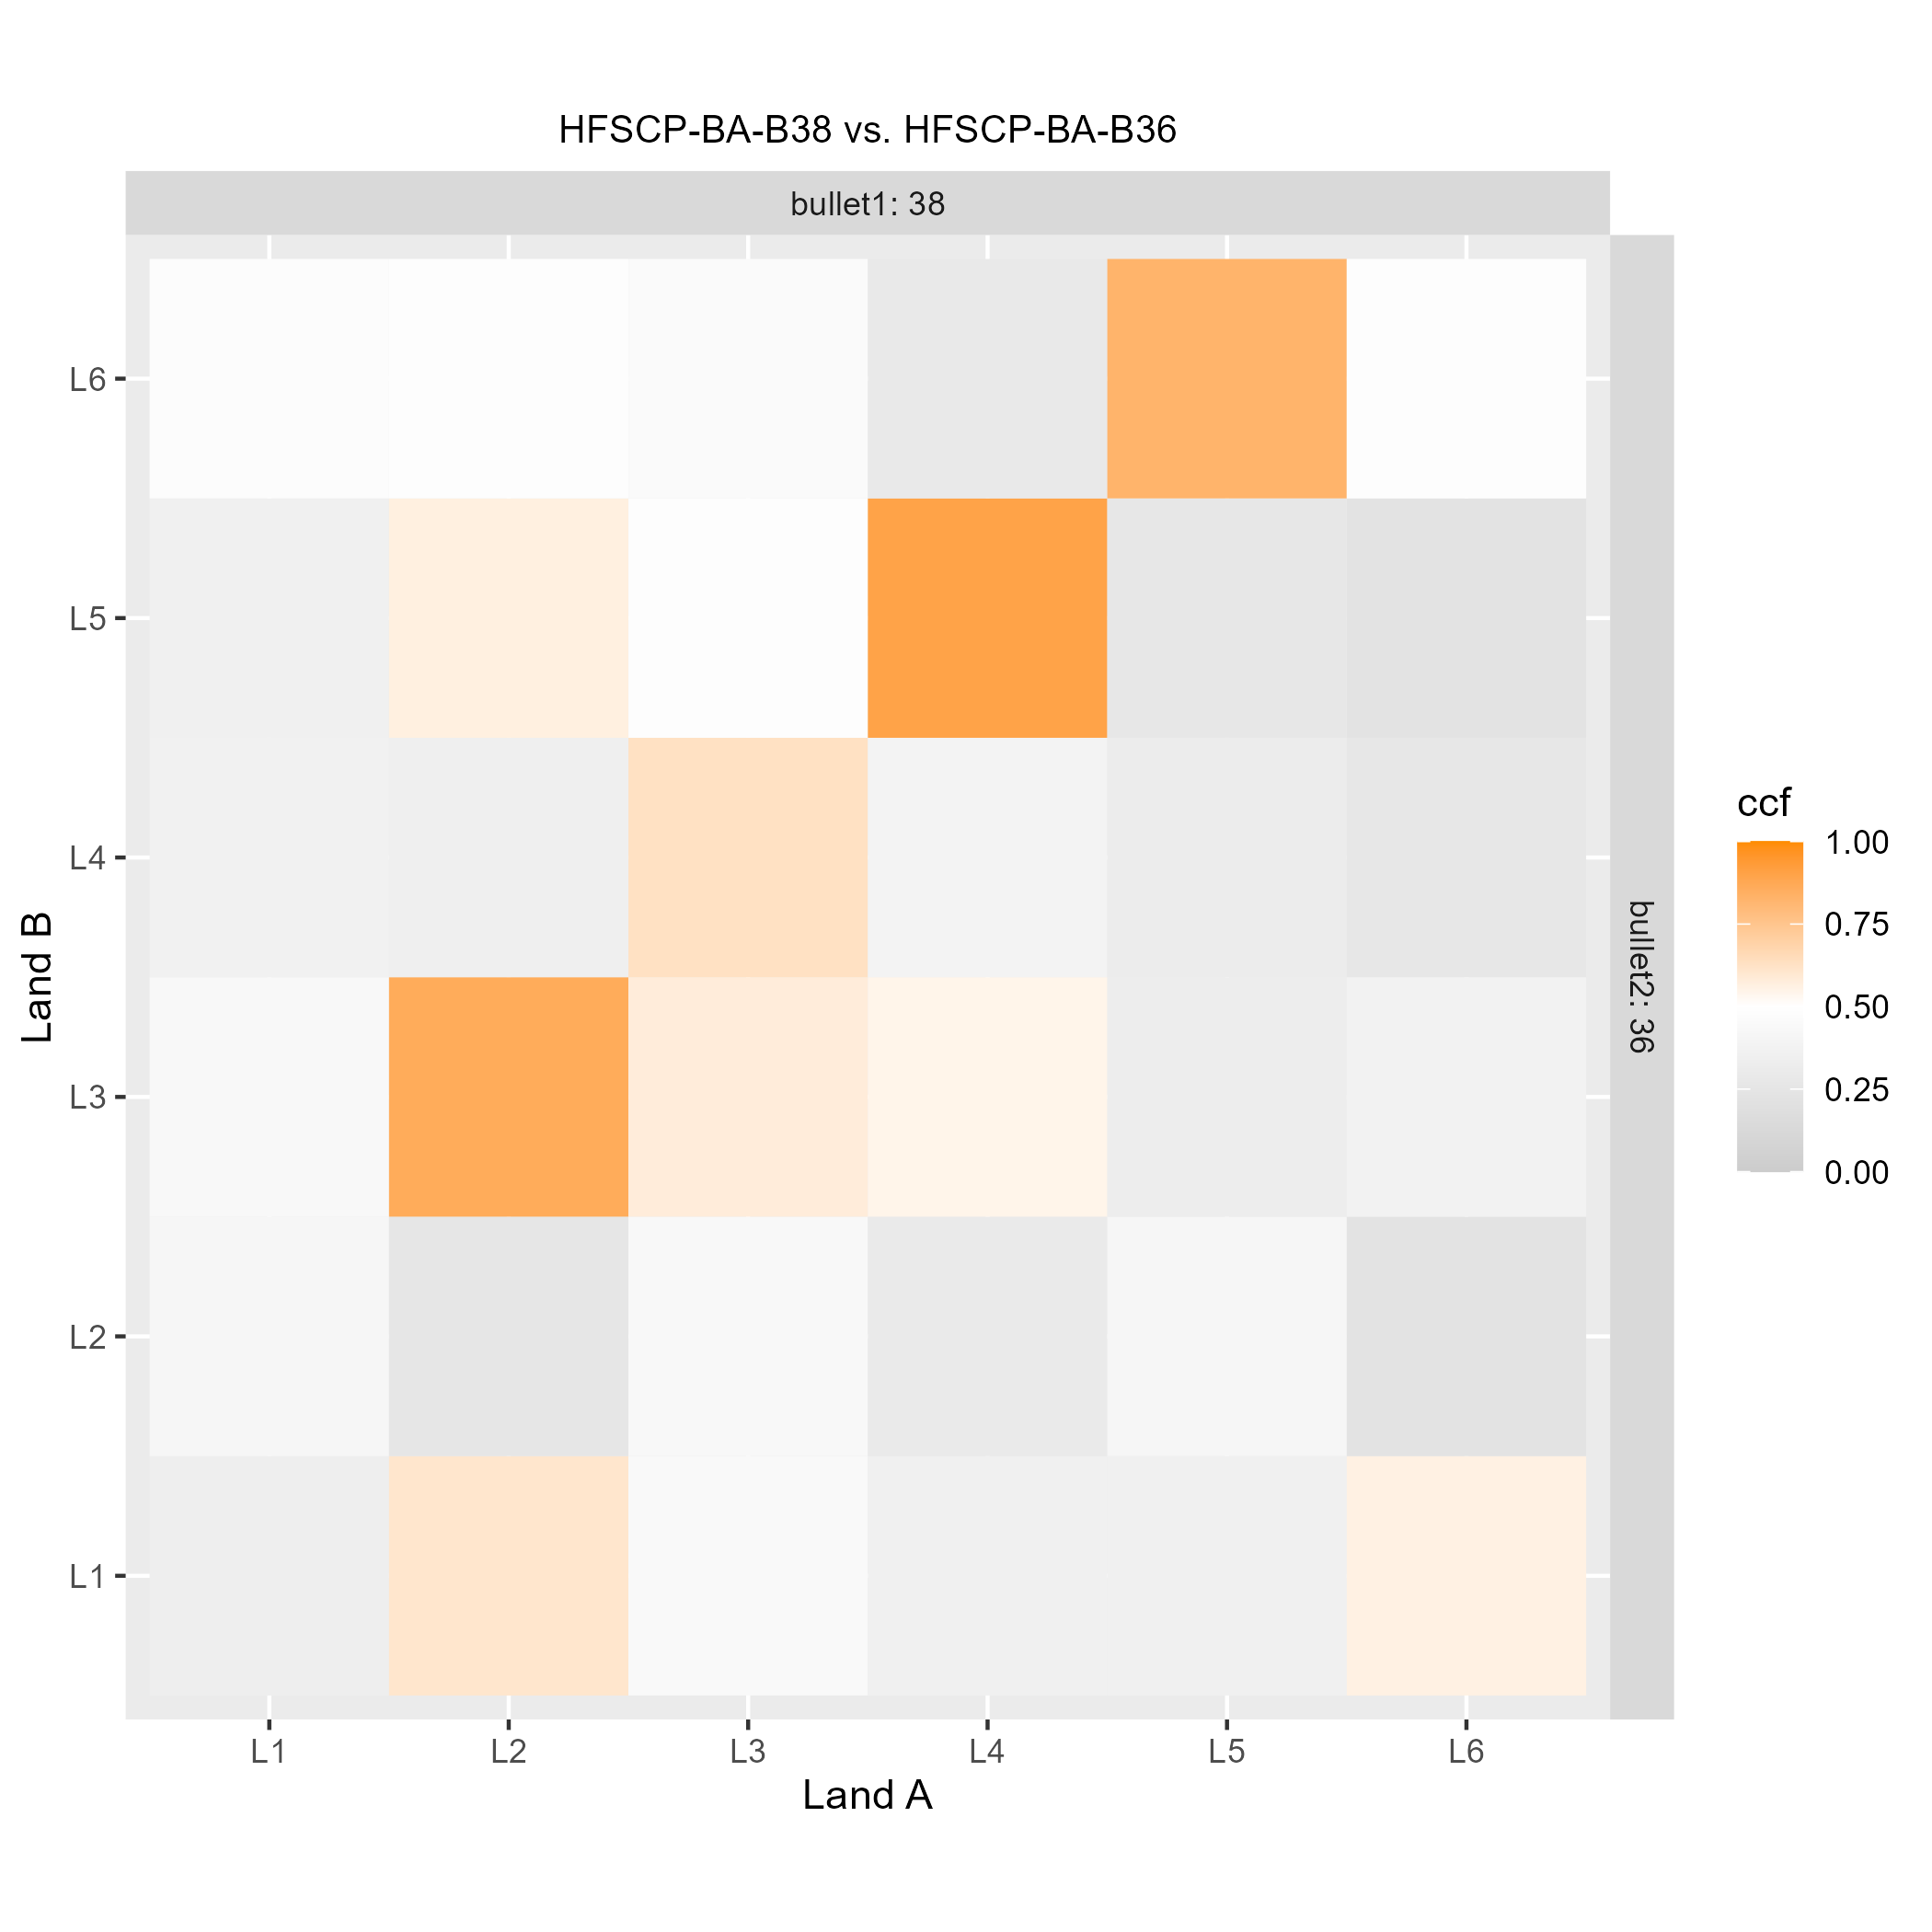 HFSCP-BA-B38 vs. HFSCP-BA-B36
bullet1: 38
L6
L5
L4
L3
L2
L1
Land B
bullet2: 36
L1 L2 L3 L4 L5 L6
Land A
ccf
1.00
0.75
0.50
0.25
0.00